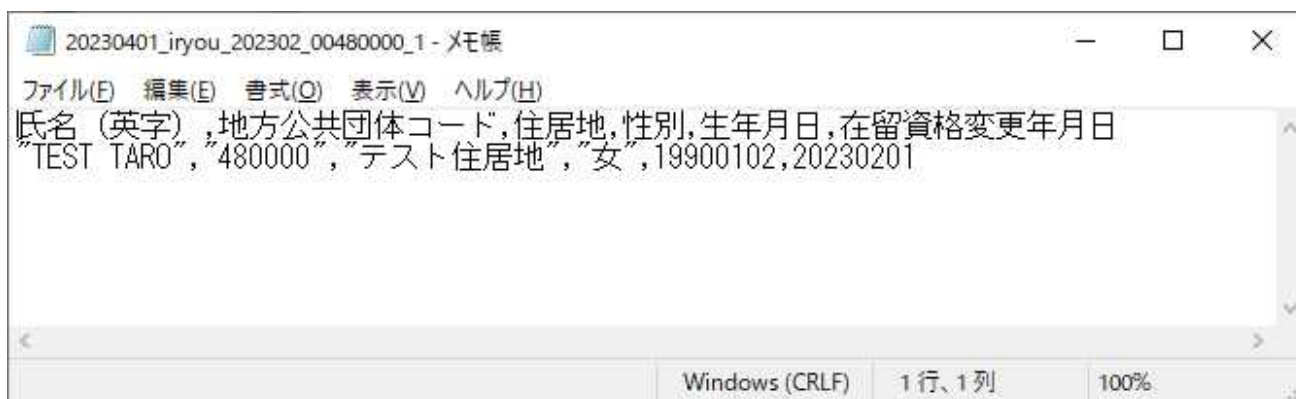 20230401_iryou_202302_00480000_1 - メモ帳
ファイル(F) 編集(E) 書式(O) 表示(V) ヘルプ(H)
氏名（英字）,地方公共団体コード,住居地,性別,生年月日,在留資格変更年月日
"TEST TARO","480000","テスト住居地","女",19900102,20230201
Windows (CRLF) 1行、1列 100%